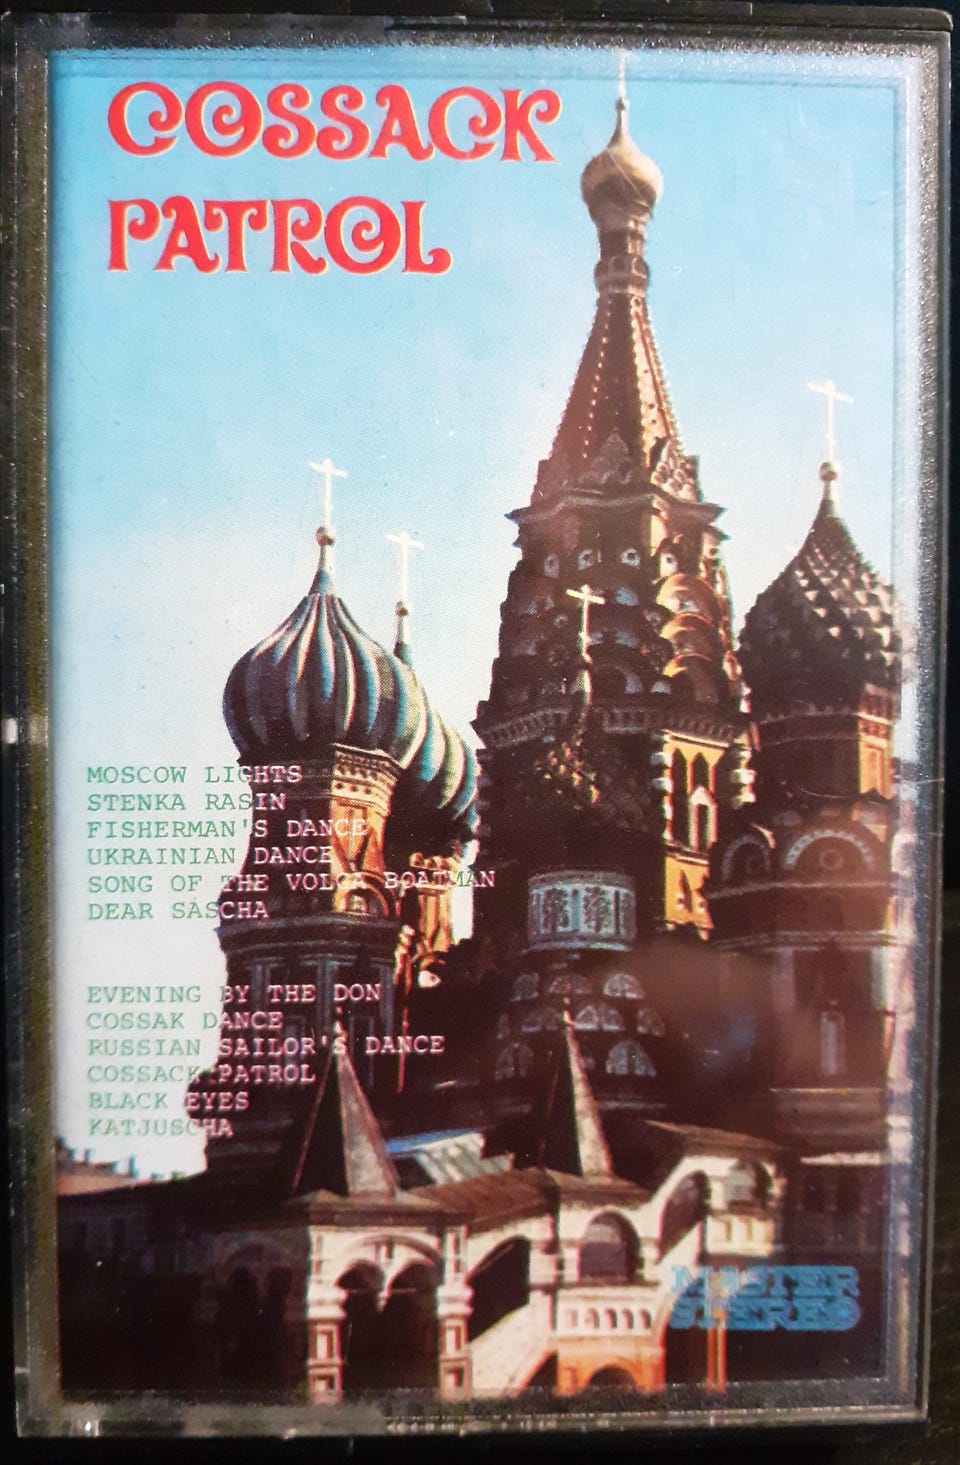 COSSACK
PATROL
MOSCOW LIGHTS
STENKA RASIN
FISHERMAN'S DANCE
UKRAINIAN DANCE
SONG OF THE VOLGA BOATMAN
DEAR SASCHA
EVENING BY THE DON
COSSAK DANCE
RUSSIAN SAILOR'S DANCE
COSSACK PATROL
BLACK EYES
KATJUSCHA
MASTER
STEREO